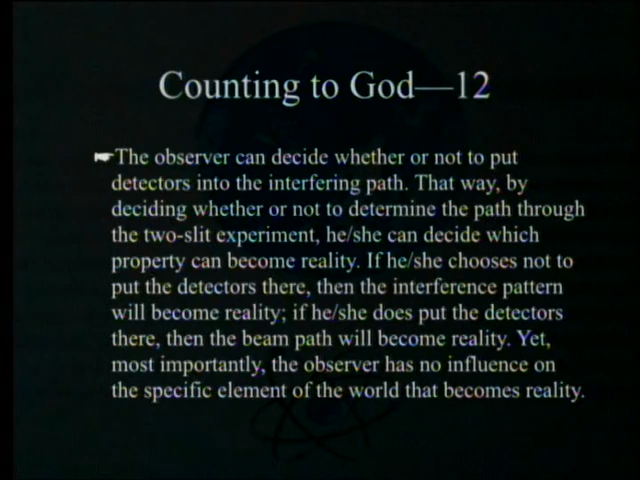 Counting to God—12
☛The observer can decide whether or not to put
detectors into the interfering path. That way, by
deciding whether or not to determine the path through
the two-slit experiment, he/she can decide which
property can become reality. If he/she chooses not to
put the detectors there, then the interference pattern
will become reality; if he/she does put the detectors
there, then the beam path will become reality. Yet,
most importantly, the observer has no influence on
the specific element of the world that becomes reality.